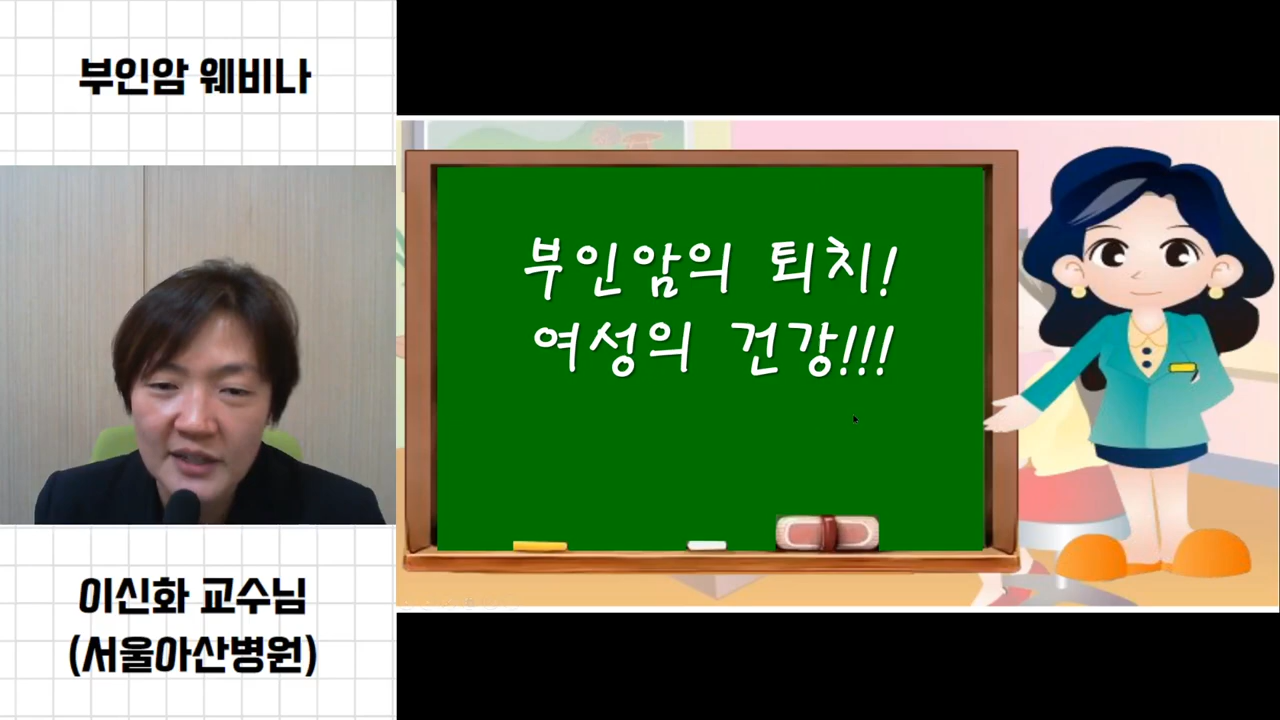 부인암 웨비나
이신화 교수님
(서울아산병원)
부인암의 퇴치!
여성의 건강!!!